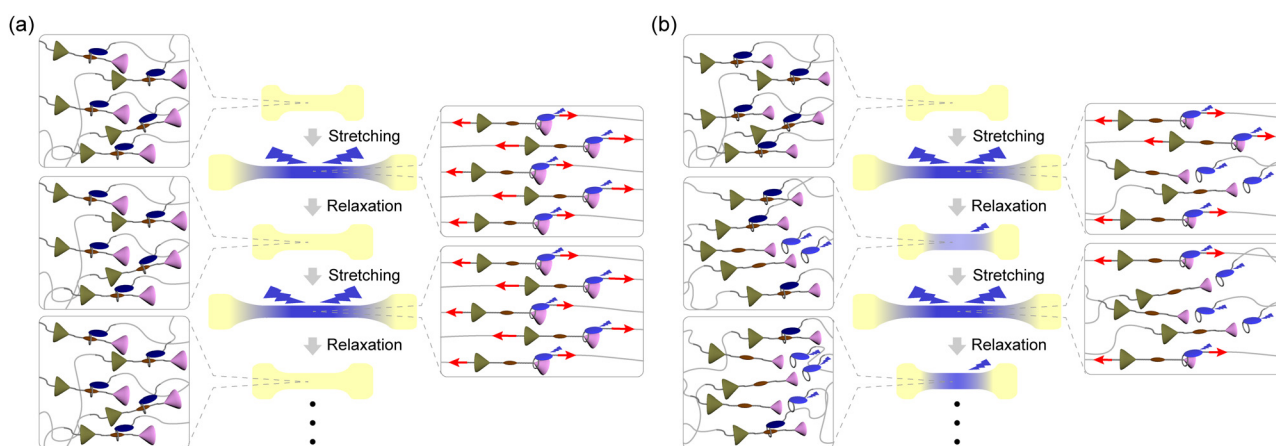 (a)
Stretching
Relaxation
Stretching
Relaxation
(b)
Stretching
Relaxation
Stretching
Relaxation